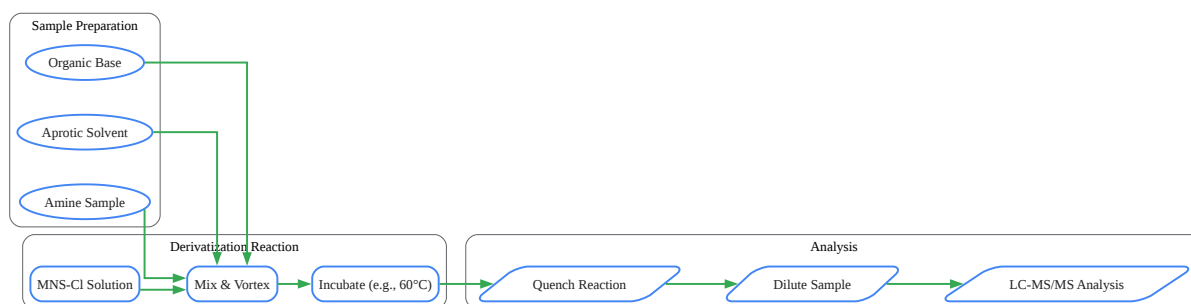 Sample Preparation
Organic Base
Aprotic Solvent
Amine Sample
Derivatization Reaction
MNS-Cl Solution
Mix & Vortex
Incubate (e.g., 60°C)
Analysis
Quench Reaction
Dilute Sample
LC-MS/MS Analysis